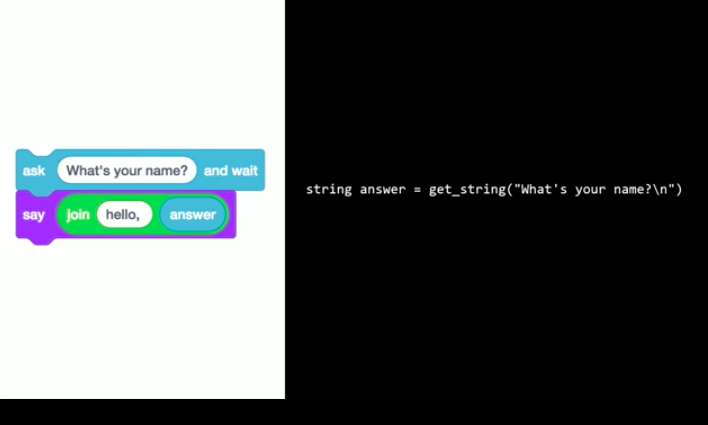 ask What's your name? and wait
say join hello, answer
string answer = get_string("What's your name?\n")